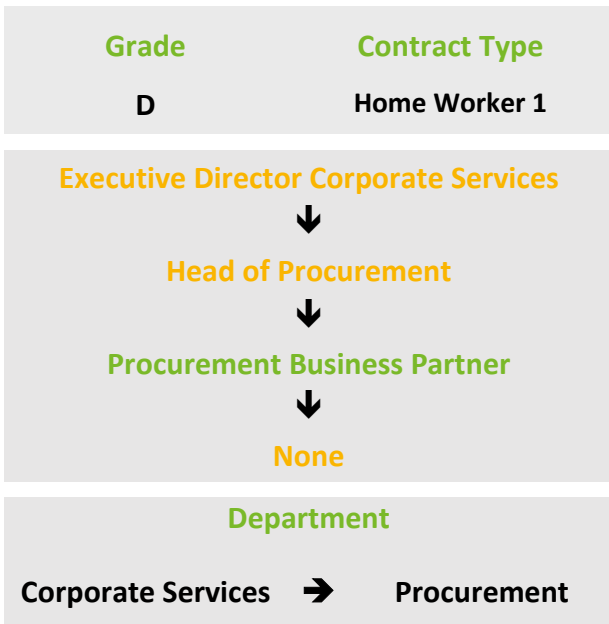 Grade Contract Type
D Home Worker 1
Executive Director Corporate Services
↓
Head of Procurement
↓
Procurement Business Partner
↓
None
Department
Corporate Services → Procurement